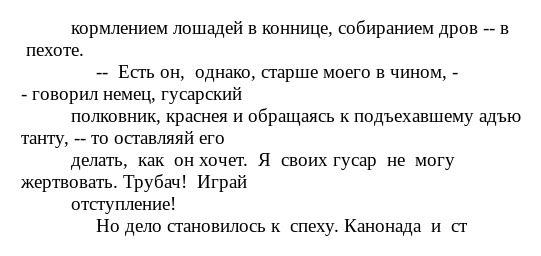 кормлением лошадей в коннице, собиранием дров -- в
пехоте.
-- Есть он, однако, старше моего в чином, -
- говорил немец, гусарский
полковник, краснея и обращаясь к подъехавшему адъю
танту, -- то оставляяй его
делать, как он хочет. Я своих гусар не могу
жертвовать. Трубач! Играй
отступление!
Но дело становилось к спеху. Канонада и ст